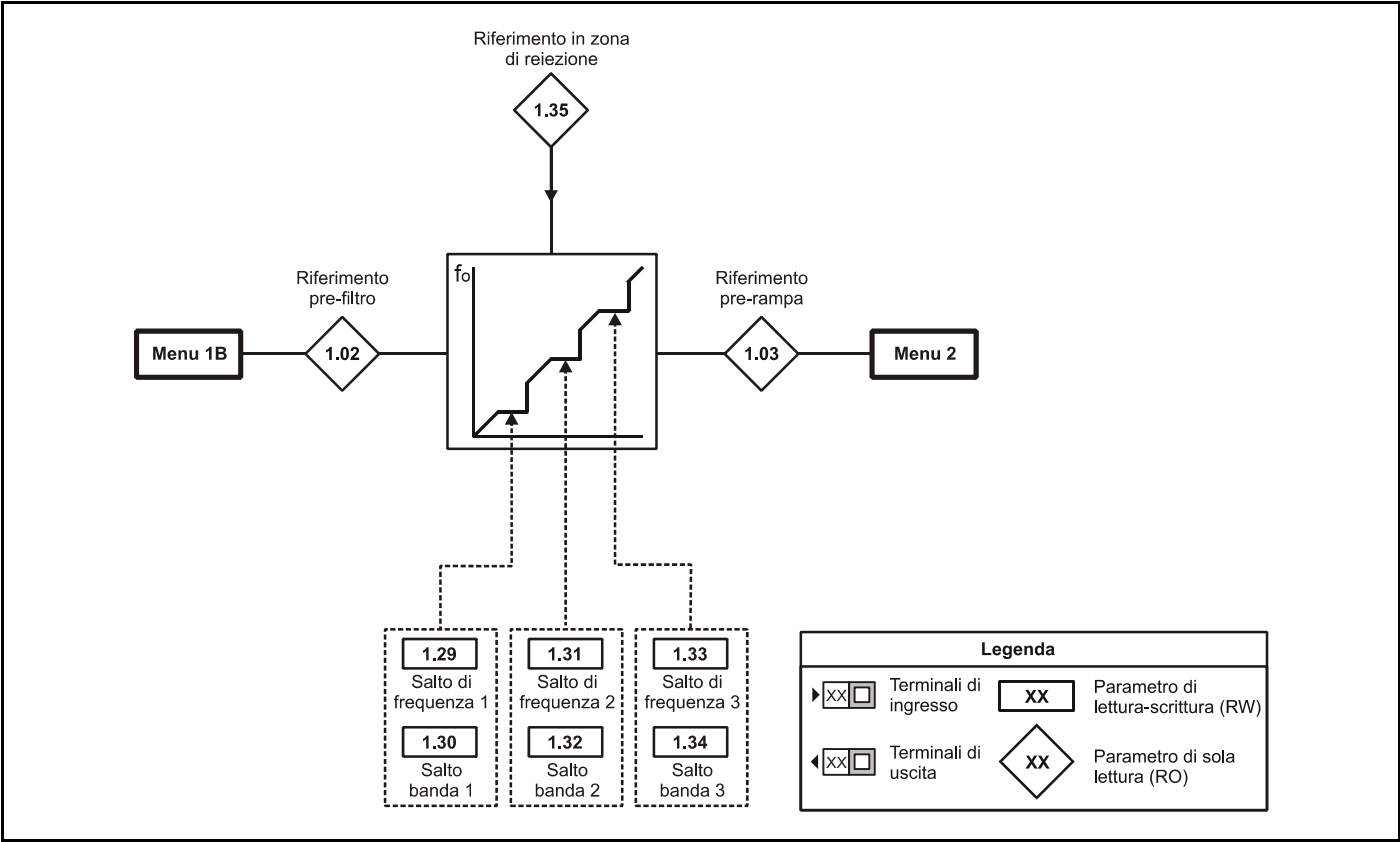 Riferimento in zona
di reiezione
1.35
Riferimento
pre-filtro
Menu 1B
1.02
fo
Riferimento
pre-rampa
1.03
Menu 2
1.29
Salto di
frequenza 1
1.30
Salto
banda 1
1.31
Salto di
frequenza 2
1.32
Salto
banda 2
1.33
Salto di
frequenza 3
1.34
Salto
banda 3
Legenda
XX
Terminali di
ingresso
XX
Parametro di
lettura-scrittura (RW)
XX
Terminali di
uscita
XX
Parametro di sola
lettura (RO)